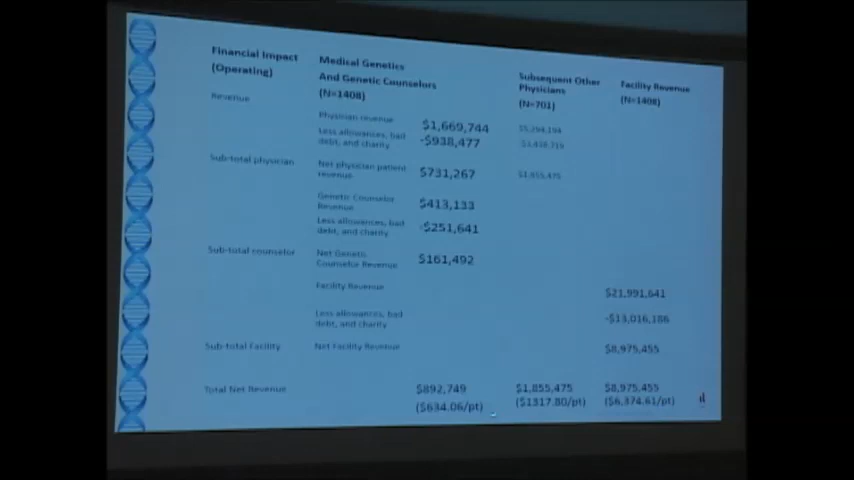 Financial Impact
(Operating)
Medical Genetics
And Genetic Counselors
(N=1408)
Subsequent Other
Physicians
(N=701)
Facility Revenue
(N=1408)
Revenue
Physician revenue
$1,669,744
Less allowances, bad
debt, and charity
-$938,477
Sub-total physician
Net physician patient
revenue
$731,267
$1,855,475
Genetic Counselor
Revenue
$413,133
Less allowances, bad
debt, and charity
-$251,641
Sub-total counselor
Net Genetic
Counselor Revenue
$161,492
Facility Revenue
$21,991,641
Less allowances, bad
debt, and charity
-$13,016,186
Sub-total Facility
Net Facility Revenue
$8,975,455
Total Net Revenue
$892,749
($634.06/pt)
$1,855,475
($1317.80/pt)
$8,975,455
($6,374.61/pt)